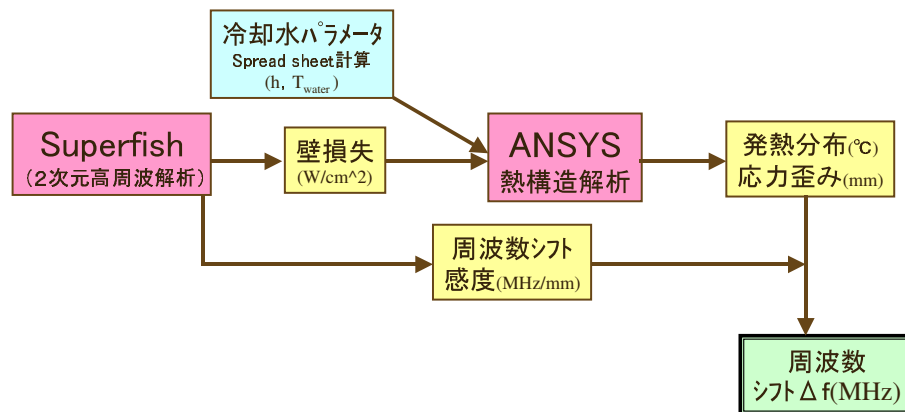 冷却水パラメータ
Spread sheet計算
(h, Twater)
Superfish
(２次元高周波解析)
壁損失
(W/cm^2)
ANSYS
熱構造解析
発熱分布(℃)
応力歪み(mm)
周波数シフト
感度(MHz/mm)
周波数
シフトΔf(MHz)